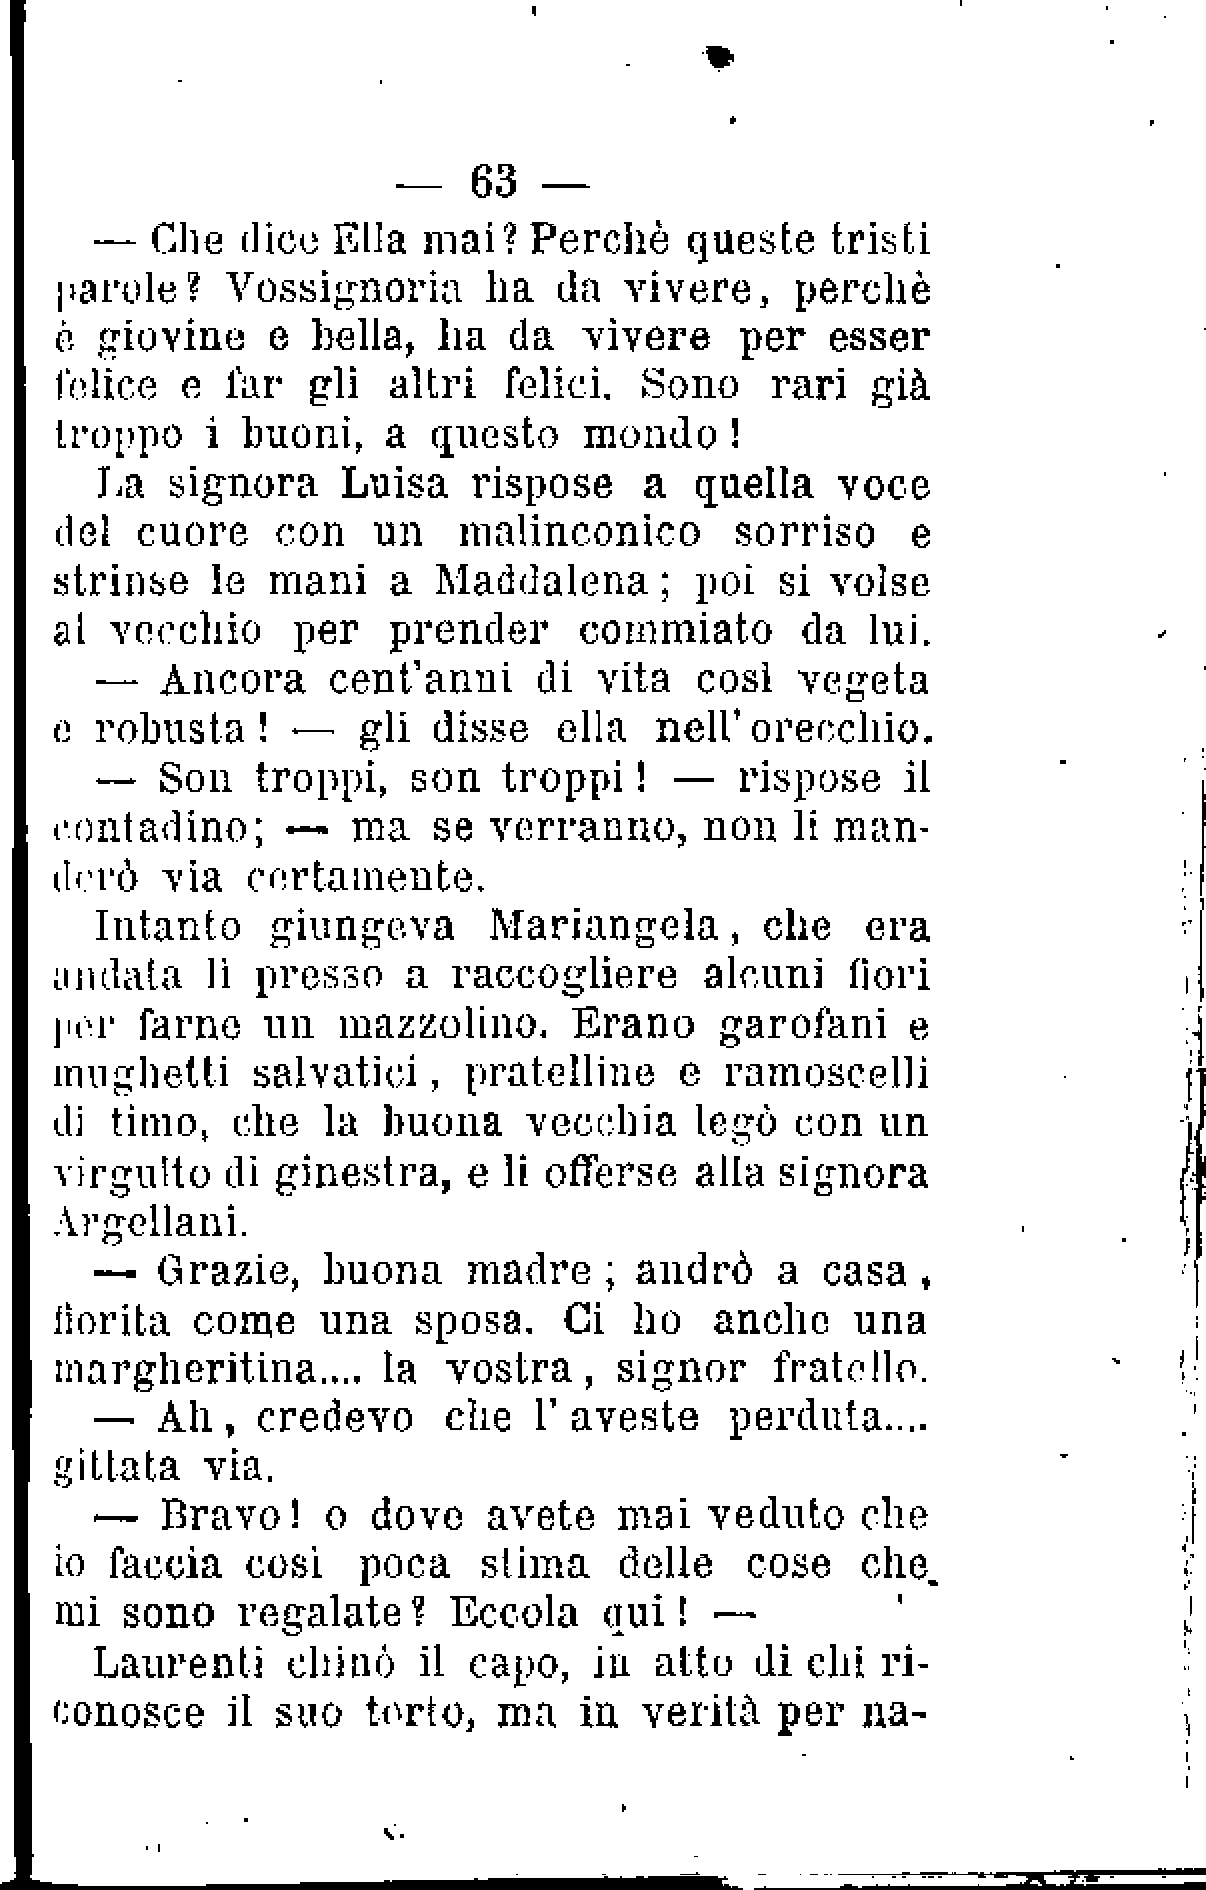 — 63 —
— Che dice Ella mai? Perchè queste tristi
parole? Vossignoria ha da vivere, perchè
è giovine e bella, ha da vivere per esser
felice e far gli altri felici. Sono rari già
troppo i buoni, a questo mondo!
La signora Luisa rispose a quella voce
del cuore con un malinconico sorriso e
strinse le mani a Maddalena; poi si volse
al vecchio per prender commiato da lui.
— Ancora cent'anni di vita così vegeta
e robusta! — gli disse ella nell'orecchio.
— Son troppi, son troppi! — rispose il
contadino; — ma se verranno, non li man-
derò via certamente.
Intanto giungeva Mariangela, che era
andata lì presso a raccogliere alcuni fiori
per farne un mazzolino. Erano garofani e
mughetti salvatici, pratelline e ramoscelli
di timo, che la buona vecchia legò con un
virgulto di ginestra, e li offerse alla signora
Argellani.
— Grazie, buona madre; andrò a casa,
fiorita come una sposa. Ci ho anche una
margheritina.... la vostra, signor fratello.
— Ah, credevo che l'aveste perduta....
gittata via.
— Bravo! o dove avete mai veduto che
io faccia così poca stima delle cose che
mi sono regalate? Eccola qui! —
Laurenti chinò il capo, in atto di chi ri-
conosce il suo torto, ma in verità per na-